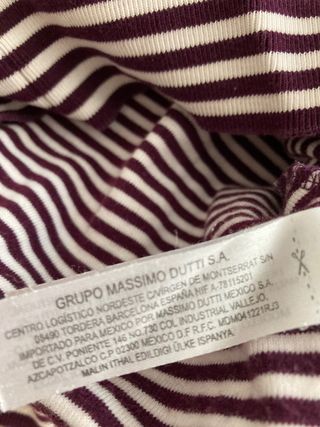 GRUPO MASSIMO DUTTI S.A.
CENTRO LOGÍSTICO NORDESTE CA/VIRGEN DE MONTSERRAT S/N
08490 TORDERA BARCELONA ESPAÑA NIF A-78115201
IMPORTADO PARA MEXICO POR MASSIMO DUTTI MEXICO S.A.
DE C.V. PONIENTE 146 NO.730 COL INDUSTRIAL VALLEJO,
AZCAPOTZALCO C.P 02300 MEXICO D.F R.F.C. MDM041221RJ3
MALIN ITHAL EDILDIGI ÜLKE ISPANYA.